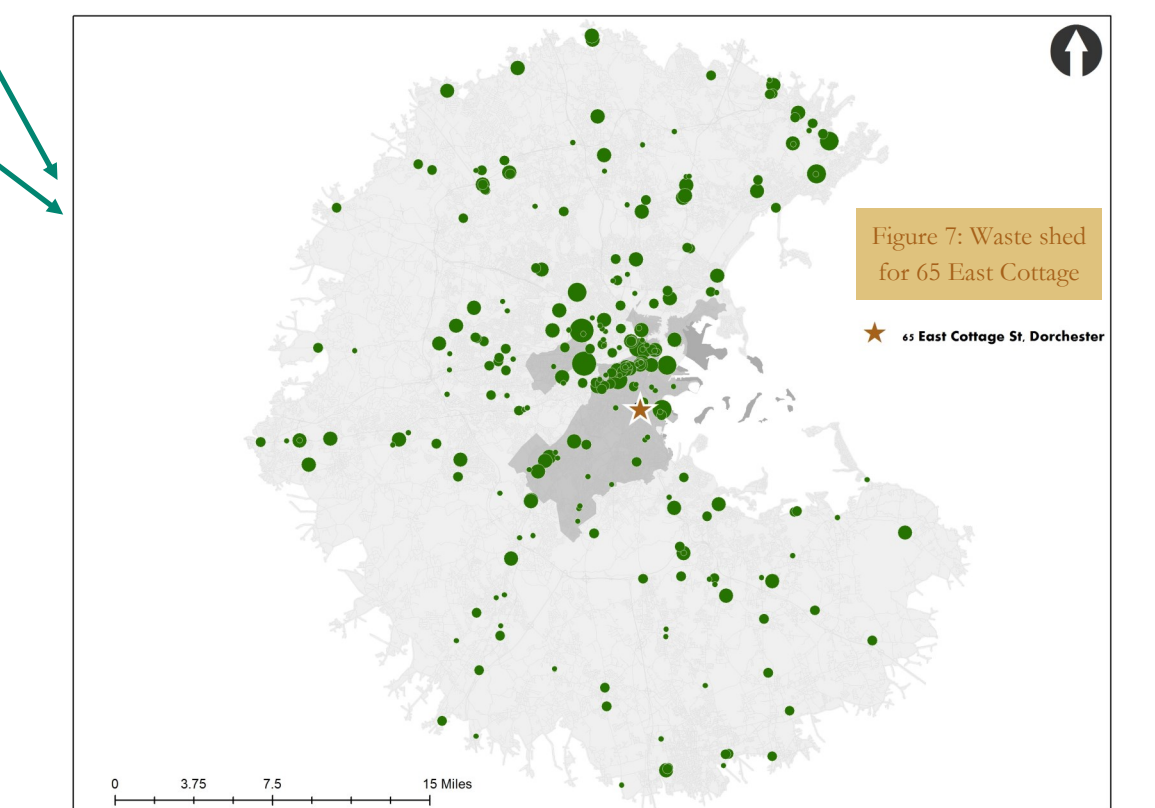 Figure 7: Waste shed
for 65 East Cottage
65 East Cottage St, Dorchester
0 3.75 7.5 15 Miles